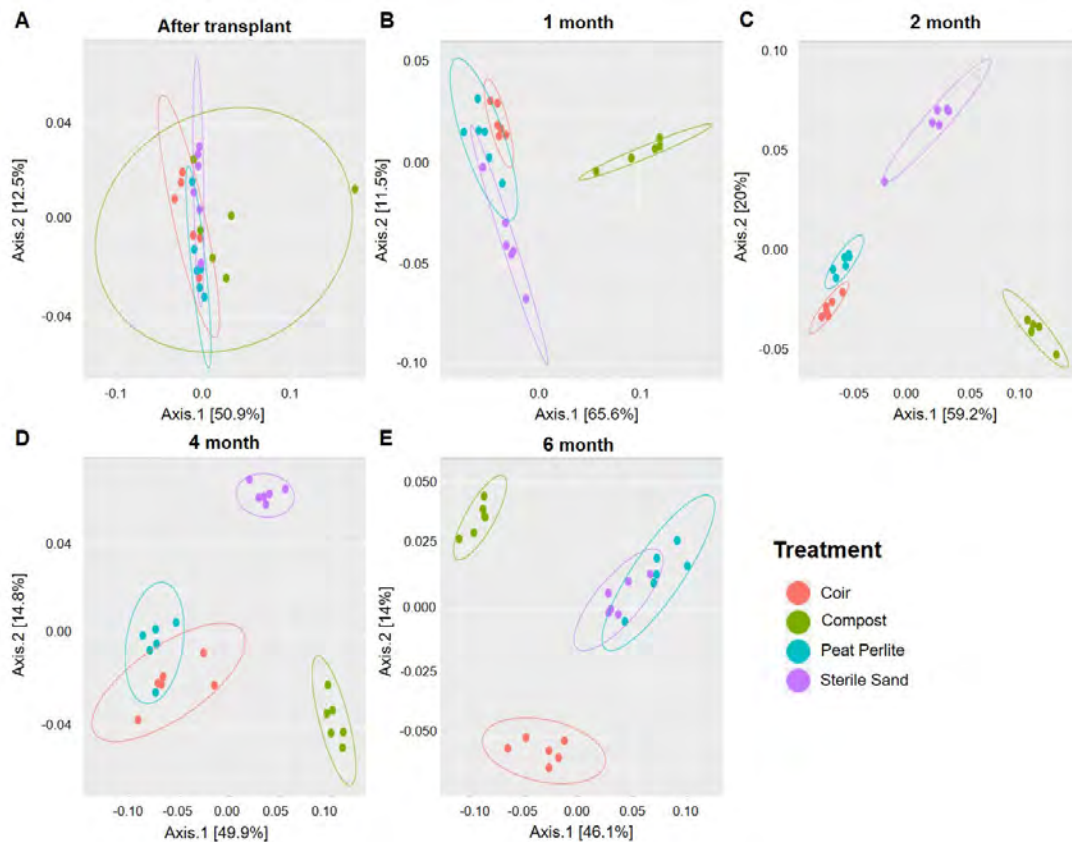 A
After transplant
0.04
0.00
-0.04
Axis.2 [12.5%]
-0.1
0.0
0.1
Axis.1 [50.9%]
B
1 month
0.05
0.00
-0.05
-0.10
Axis.2 [11.5%]
0.0
0.1
Axis.1 [65.6%]
C
2 month
0.10
0.05
0.00
-0.05
Axis.2 [20%]
-0.05
0.00
0.05
0.10
Axis.1 [59.2%]
D
4 month
0.04
0.00
-0.04
Axis.2 [14.8%]
-0.10
-0.05
0.00
0.05
0.10
Axis.1 [49.9%]
E
6 month
0.050
0.025
0.000
-0.025
-0.050
Axis.2 [14%]
-0.10
-0.05
0.00
0.05
0.10
Axis.1 [46.1%]
Treatment
Coir
Compost
Peat Perlite
Sterile Sand